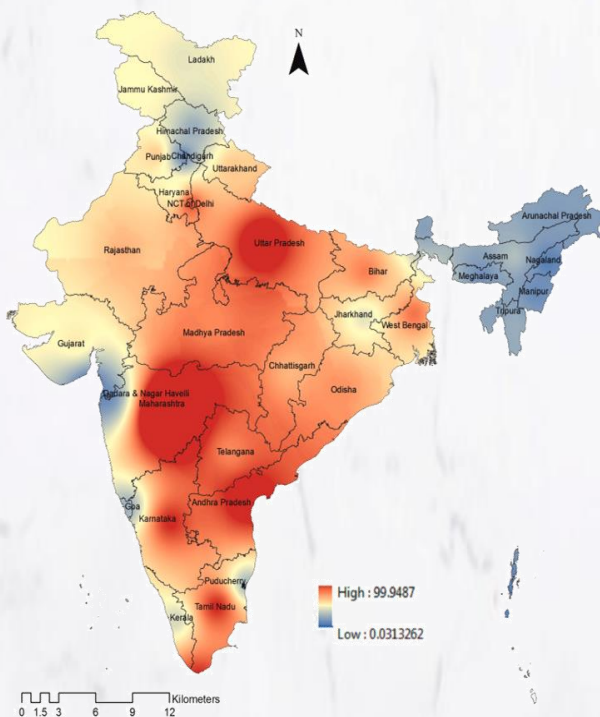 N
Ladakh
Jammu Kashmir
Himachal Pradesh
Punjab
Chandigarh
Uttarakhand
Haryana
NCT of Delhi
Arunachal Pradesh
Rajasthan
Uttar Pradesh
Assam
Nagaland
Bihar
Meghalaya
Manipur
Tripura
Jharkhand
West Bengal
Madhya Pradesh
Gujarat
Chhattisgarh
Odisha
Dadara & Nagar Havelli
Maharashtra
Telangana
Andhra Pradesh
Goa
Karnataka
Puducherry
Tamil Nadu
Kerala
High : 99.9487
Low : 0.0313262
Kilometers
0 1.5 3 6 9 12